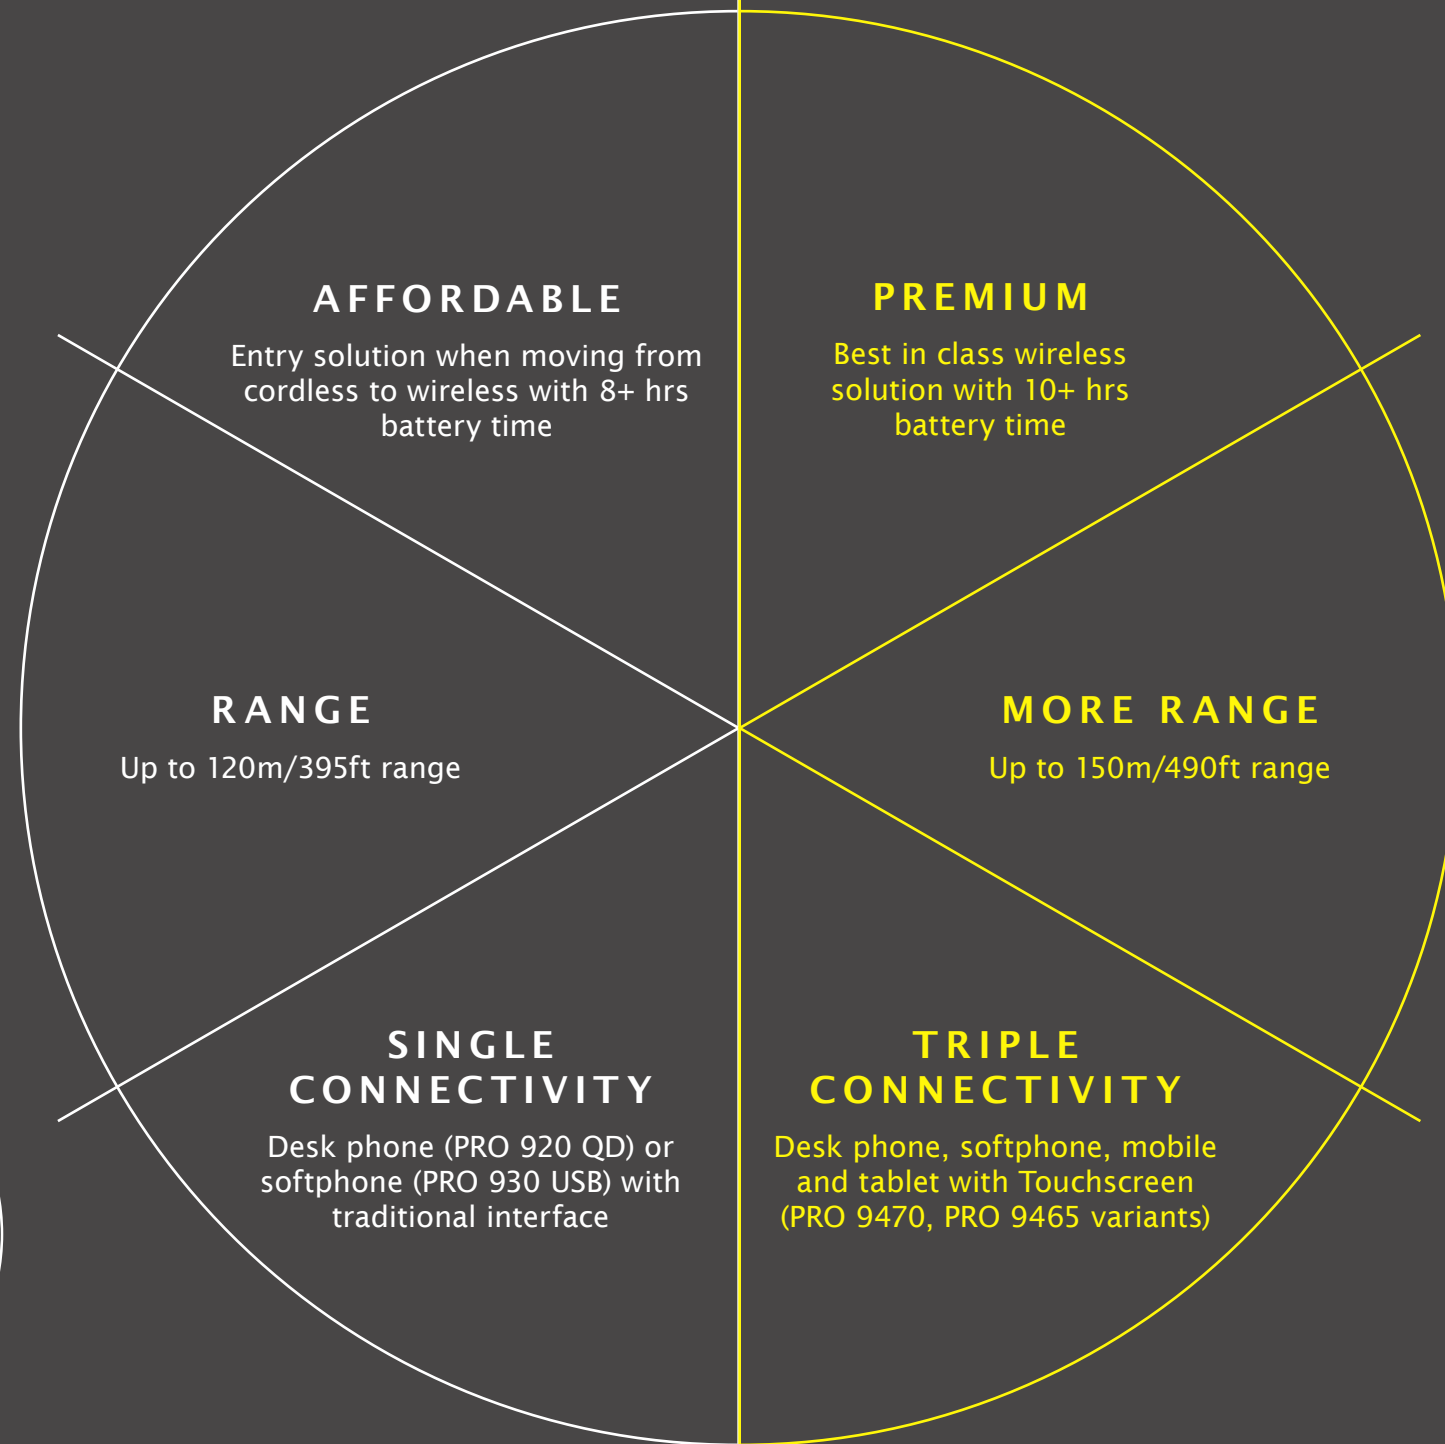 AFFORDABLE
Entry solution when moving from
cordless to wireless with 8+ hrs
battery time
PREMIUM
Best in class wireless
solution with 10+ hrs
battery time
RANGE
Up to 120m/395ft range
MORE RANGE
Up to 150m/490ft range
SINGLE
CONNECTIVITY
Desk phone (PRO 920 QD) or
softphone (PRO 930 USB) with
traditional interface
TRIPLE
CONNECTIVITY
Desk phone, softphone, mobile
and tablet with Touchscreen
(PRO 9470, PRO 9465 variants)